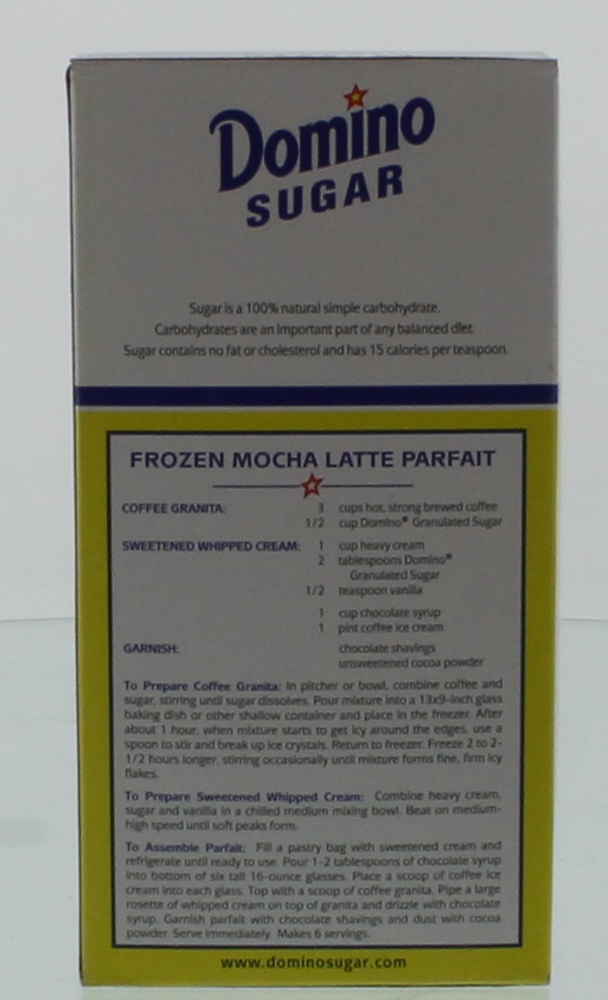 Domino
SUGAR
Sugar is a 100% natural simple carbohydrate.
Carbohydrates are an important part of any balanced diet.
Sugar contains no fat or cholesterol and has 15 calories per teaspoon.
FROZEN MOCHA LATTE PARFAIT
COFFEE GRANITA: 3 cups hot, strong brewed coffee
1/2 cup Domino® Granulated Sugar
SWEETENED WHIPPED CREAM: 1 cup heavy cream
2 tablespoons Domino®
Granulated Sugar
1/2 teaspoon vanilla
1 cup chocolate syrup
1 pint coffee ice cream
GARNISH: chocolate shavings
unsweetened cocoa powder
To Prepare Coffee Granita: In pitcher or bowl, combine coffee and
sugar, stirring until sugar dissolves. Pour mixture into a 13x9-inch glass
baking dish or other shallow container and place in the freezer. After
about 1 hour, when mixture starts to get icy around the edges, use a
spoon to stir and break up ice crystals. Return to freezer. Freeze 2 to 2-
1/2 hours longer, stirring occasionally until mixture forms fine, firm icy
flakes.
To Prepare Sweetened Whipped Cream: Combine heavy cream,
sugar and vanilla in a chilled medium mixing bowl. Beat on medium-
high speed until soft peaks form.
To Assemble Parfait: Fill a pastry bag with sweetened cream and
refrigerate until ready to use. Pour 1-2 tablespoons of chocolate syrup
into bottom of six tall 16-ounce glasses. Place a scoop of coffee ice
cream into each glass. Top with a scoop of coffee granita. Pipe a large
rosette of whipped cream on top of granita and drizzle with chocolate
syrup. Garnish parfait with chocolate shavings and dust with cocoa
powder. Serve immediately. Makes 6 servings.
www.dominosugar.com